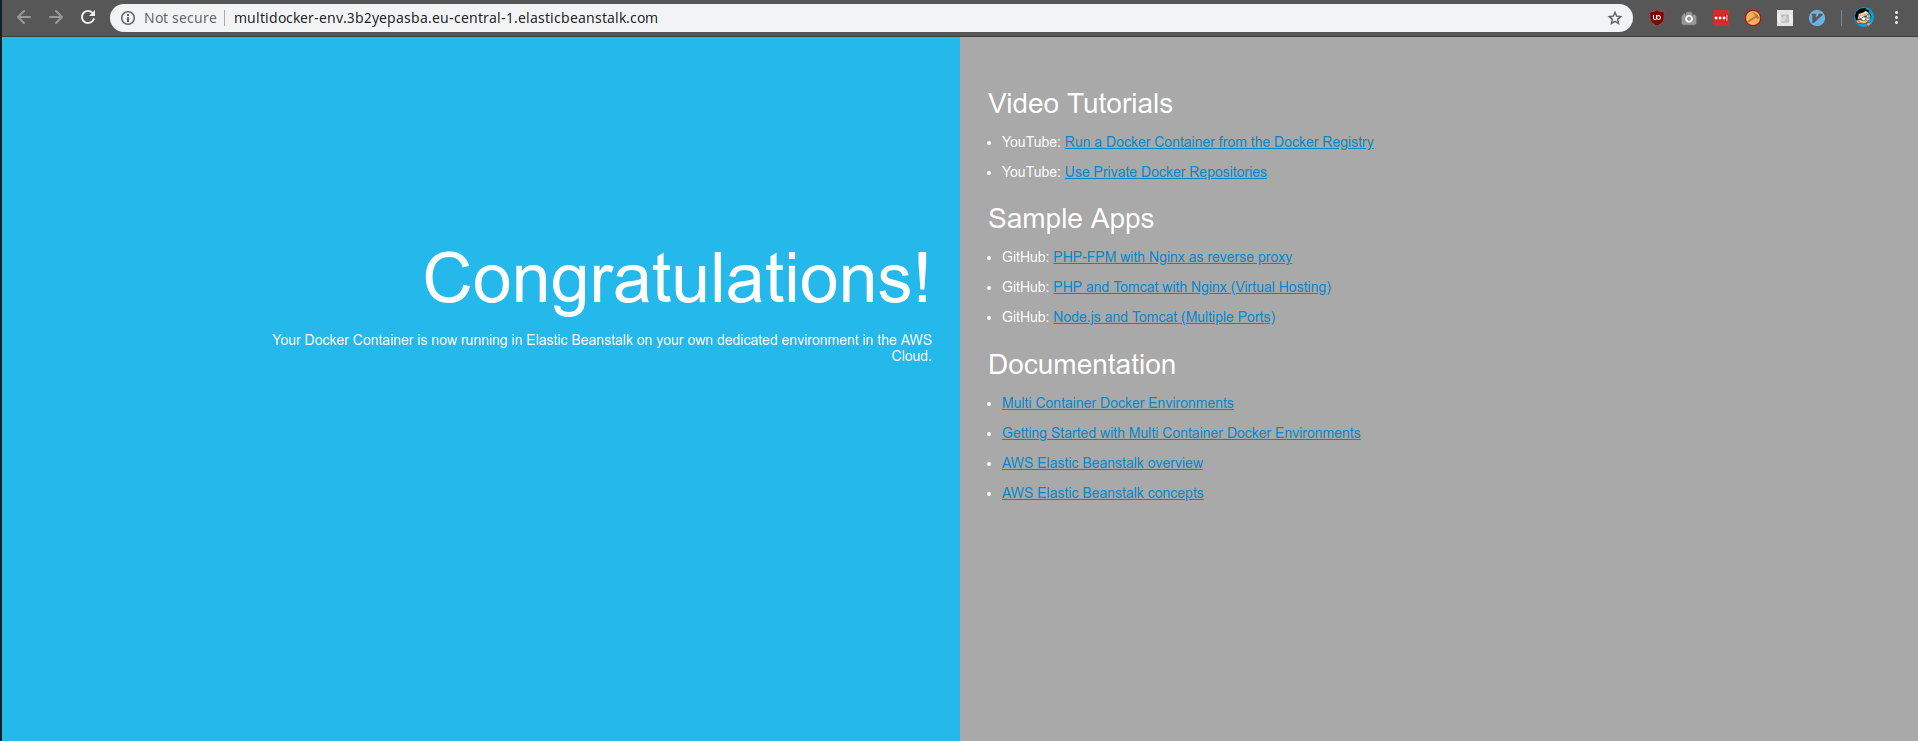 Not secure | multidocker-env.3b2yepasba.eu-central-1.elasticbeanstalk.com
Congratulations!
Your Docker Container is now running in Elastic Beanstalk on your own dedicated environment in the AWS
Cloud.
Video Tutorials
• YouTube: Run a Docker Container from the Docker Registry
• YouTube: Use Private Docker Repositories
Sample Apps
• GitHub: PHP-FPM with Nginx as reverse proxy
• GitHub: PHP and Tomcat with Nginx (Virtual Hosting)
• GitHub: Node.js and Tomcat (Multiple Ports)
Documentation
• Multi Container Docker Environments
• Getting Started with Multi Container Docker Environments
• AWS Elastic Beanstalk overview
• AWS Elastic Beanstalk concepts